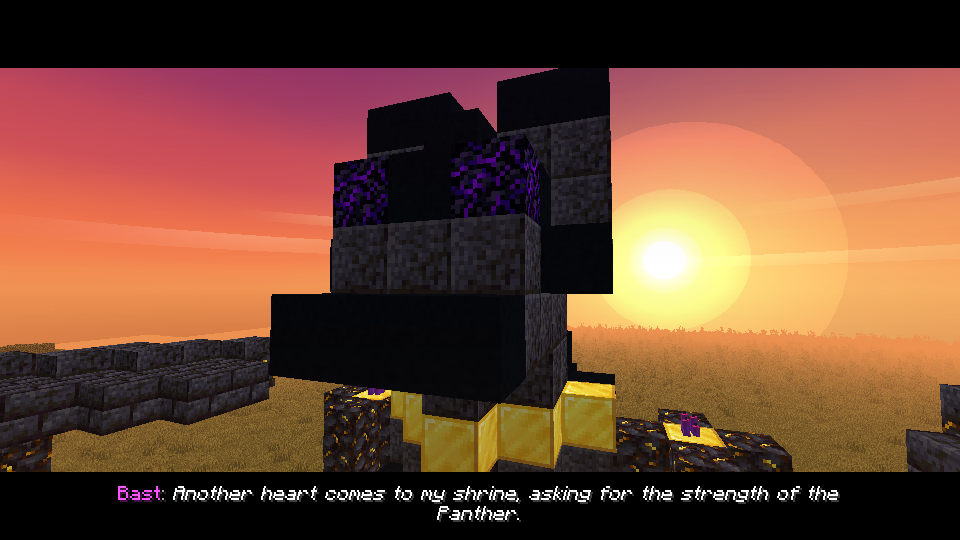 Bast: Another heart comes to my shrine, asking for the strength of the
Panther.